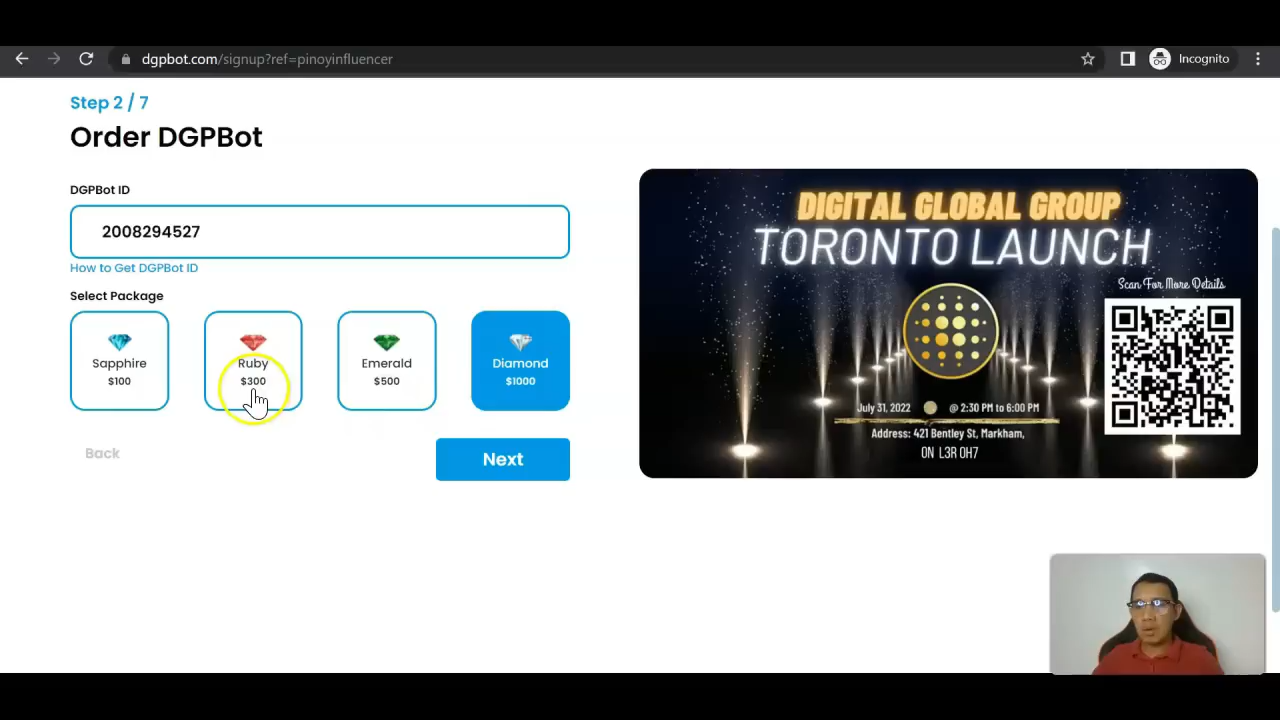 dgpbot.com/signup?ref=pinoyinfluencer
Incognito
Step 2 / 7
Order DGPBot
DGPBot ID
2008294527
How to Get DGPBot ID
Select Package
Sapphire
$100
Ruby
$300
Emerald
$500
Diamond
$1000
Back
Next
DIGITAL GLOBAL GROUP
TORONTO LAUNCH
Scan For More Details
July 31, 2022 @ 2:30 PM to 6:00 PM
Address: 421 Bentley St, Markham,
ON L3R 0H7